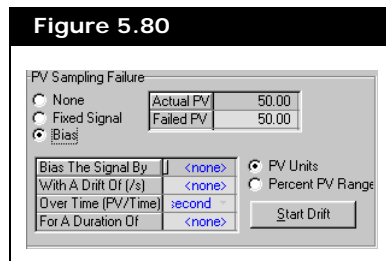 Figure 5.80
PV Sampling Failure
None
Fixed Signal
Bias
Actual PV 50.00
Failed PV 50.00
Bias The Signal By <none>
With A Drift Of (/s) <none>
Over Time (PV/Time) second
For A Duration Of <none>
PV Units
Percent PV Range
Start Drift